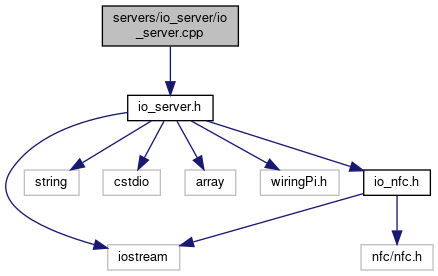 servers/io_server/io
_server.cpp
io_server.h
string
cstdio
array
wiringPi.h
io_nfc.h
iostream
nfc/nfc.h